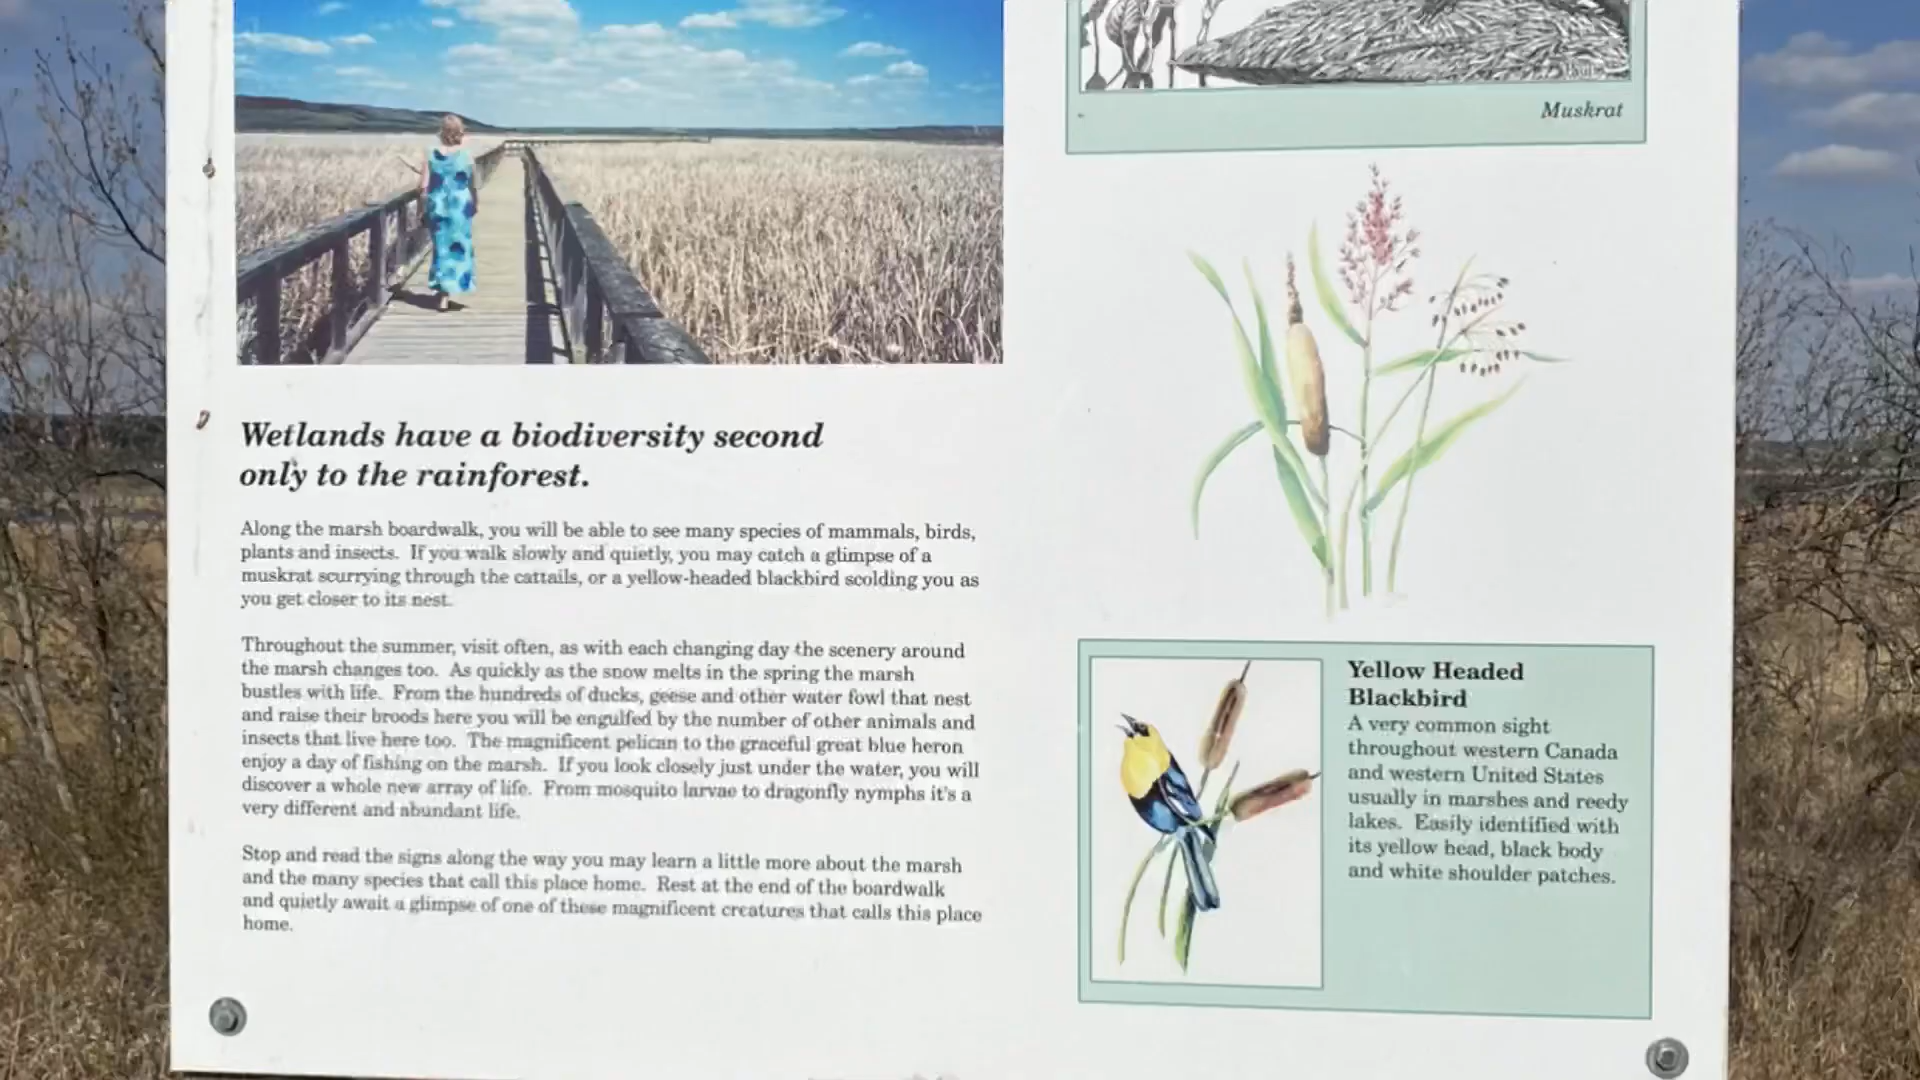 Muskrat
Wetlands have a biodiversity second
only to the rainforest.
Along the marsh boardwalk, you will be able to see many species of mammals, birds,
plants and insects. If you walk slowly and quietly, you may catch a glimpse of a
muskrat scurrying through the cattails, or a yellow-headed blackbird scolding you as
you get closer to its nest.
Throughout the summer, visit often, as with each changing day the scenery around
the marsh changes too. As quickly as the snow melts in the spring the marsh
bustles with life. From the hundreds of ducks, geese and other water fowl that nest
and raise their broods here you will be engulfed by the number of other animals and
insects that live here too. The magnificent pelican to the graceful great blue heron
enjoy a day of fishing on the marsh. If you look closely just under the water, you will
discover a whole new array of life. From mosquito larvae to dragonfly nymphs it's a
very different and abundant life.
Stop and read the signs along the way you may learn a little more about the marsh
and the many species that call this place home. Rest at the end of the boardwalk
and quietly await a glimpse of one of these magnificent creatures that calls this place
home.
Yellow Headed
Blackbird
A very common sight
throughout western Canada
and western United States
usually in marshes and reedy
lakes. Easily identified with
its yellow head, black body
and white shoulder patches.